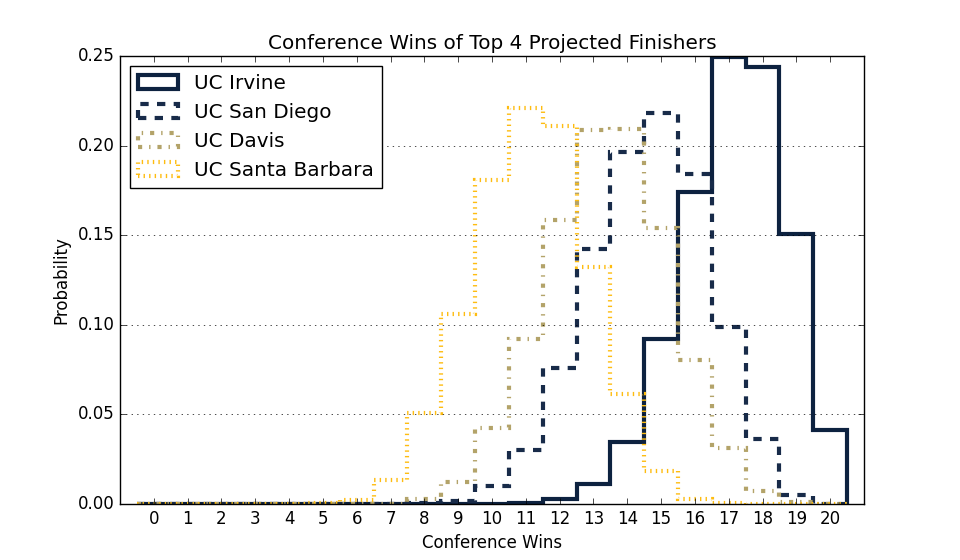 Conference Wins of Top 4 Projected Finishers
UC Irvine
UC San Diego
UC Davis
UC Santa Barbara
Probability
0.25
0.20
0.15
0.10
0.05
0.00
0 1 2 3 4 5 6 7 8 9 10 11 12 13 14 15 16 17 18 19 20
Conference Wins